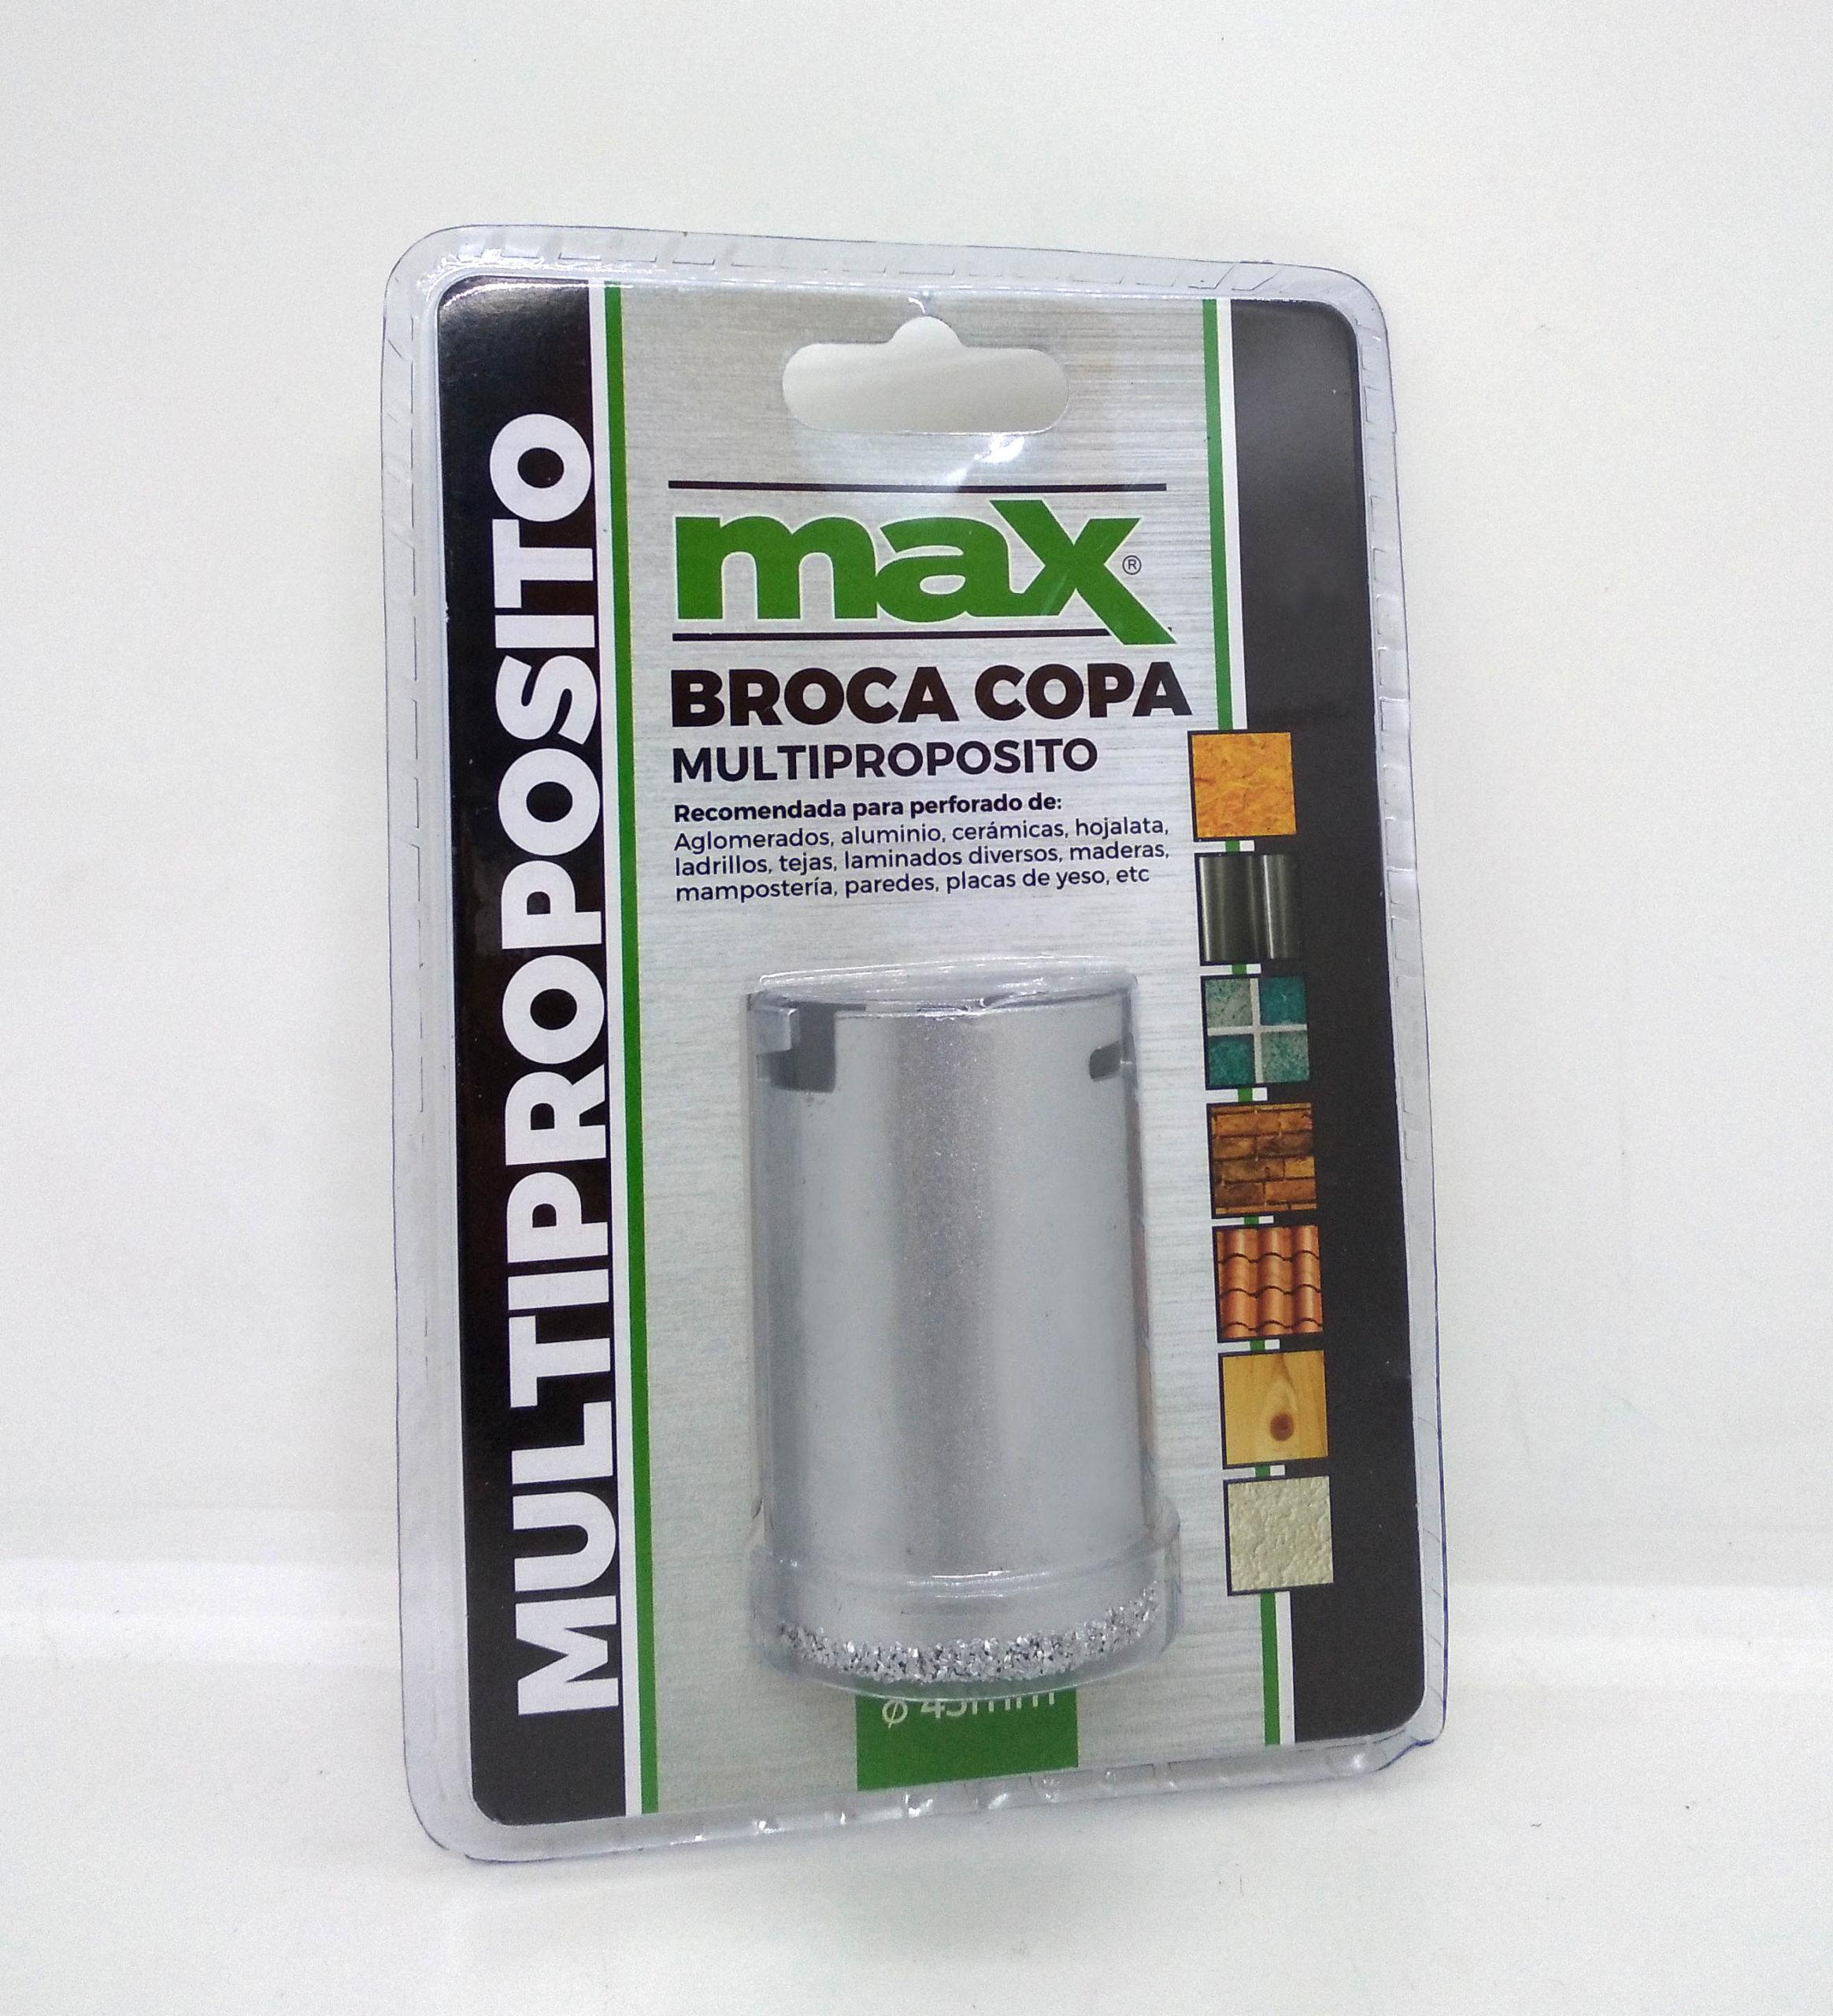 MULTIPROPOSITO
max®
BROCA COPA
MULTIPROPOSITO
Recomendada para perforado de:
Aglomerados, aluminio, cerámicas, hojalata,
ladrillos, tejas, laminados diversos, maderas,
mampostería, paredes, placas de yeso, etc